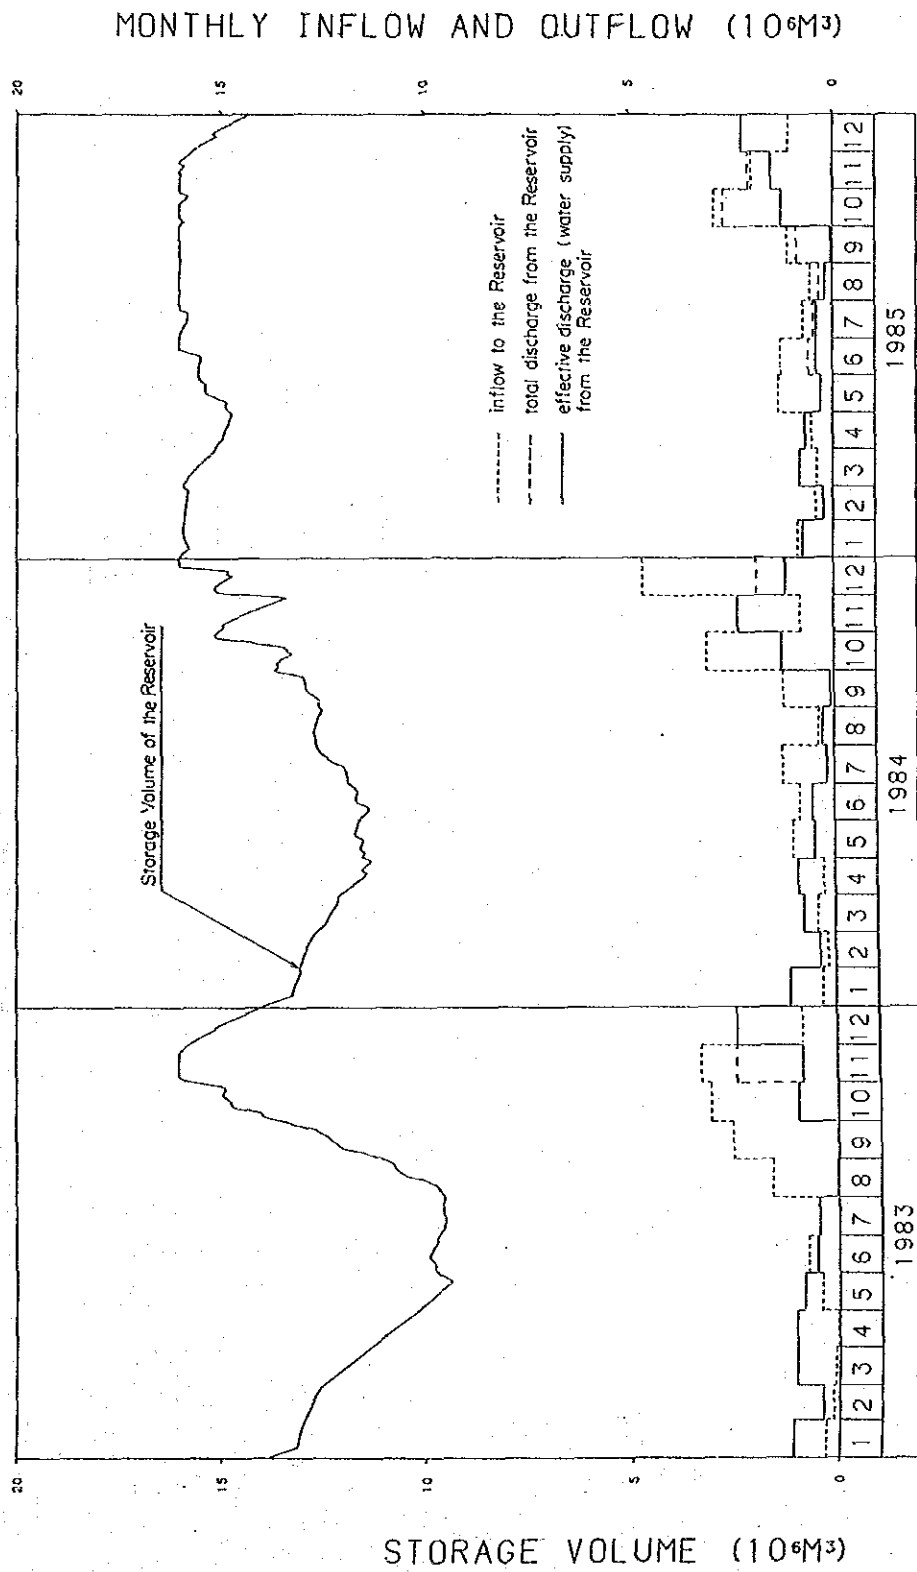 MONTHLY INFLOW AND OUTFLOW (10⁶M³)
20
15
10
5
0
inflow to the Reservoir
total discharge from the Reservoir
effective discharge (water supply)
from the Reservoir
Storage Volume of the Reservoir
1 2 3 4 5 6 7 8 9 10 11 12
1983
1 2 3 4 5 6 7 8 9 10 11 12
1984
1 2 3 4 5 6 7 8 9 10 11 12
1985
20
15
10
5
0
STORAGE VOLUME (10⁶M³)